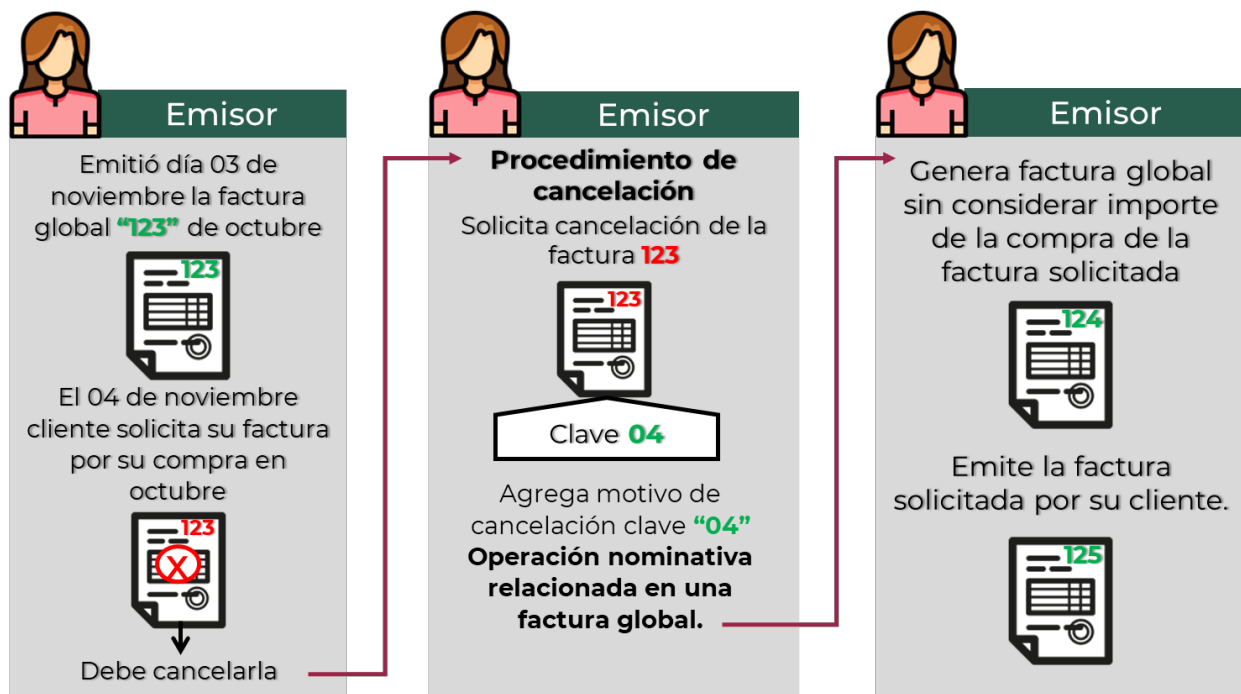 Emisor
Emitió día 03 de
noviembre la factura
global “123” de octubre
123
El 04 de noviembre
cliente solicita su factura
por su compra en
octubre
123
X
Debe cancelarla
Emisor
Procedimiento de
cancelación
Solicita cancelación de la
factura 123
123
Clave 04
Agrega motivo de
cancelación clave “04”
Operación nominativa
relacionada en una
factura global.
Emisor
Genera factura global
sin considerar importe
de la compra de la
factura solicitada
124
Emite la factura
solicitada por su cliente.
125